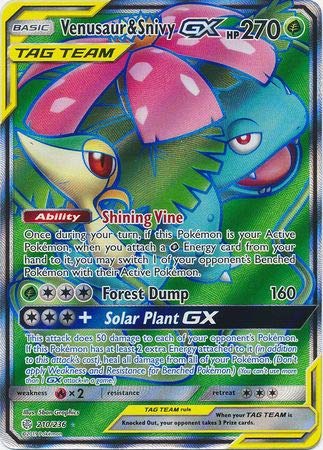 BASIC
Venusaur&Snivy GX HP 270
TAG TEAM
Ability Shining Vine
Once during your turn, if this Pokémon is your Active
Pokémon, when you attach a Energy card from your
hand to it, you may switch 1 of your opponent's Benched
Pokémon with their Active Pokémon.
Forest Dump 160
+ Solar Plant GX
This attack does 50 damage to each of your opponent's Pokémon.
If this Pokémon has at least 2 extra Energy attached to it (in addition
to this attack's cost), heal all damage from all of your Pokémon. (Don't
apply Weakness and Resistance for Benched Pokémon.) (You can't use more
than 1 GX attack in a game.)
weakness ×2 resistance retreat
TAG TEAM rule
Illus. 5ban Graphics
When your TAG TEAM is
210/236
Knocked Out, your opponent takes 3 Prize cards.
©2019 Pokémon